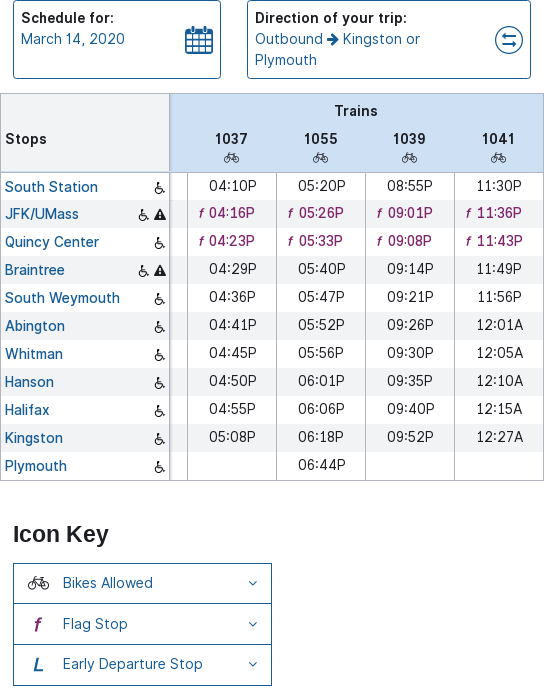 Schedule for:
March 14, 2020
Direction of your trip:
Outbound → Kingston or
Plymouth
Trains
Stops 1037 1055 1039 1041
South Station 04:10P 05:20P 08:55P 11:30P
JFK/UMass f 04:16P f 05:26P f 09:01P f 11:36P
Quincy Center f 04:23P f 05:33P f 09:08P f 11:43P
Braintree 04:29P 05:40P 09:14P 11:49P
South Weymouth 04:36P 05:47P 09:21P 11:56P
Abington 04:41P 05:52P 09:26P 12:01A
Whitman 04:45P 05:56P 09:30P 12:05A
Hanson 04:50P 06:01P 09:35P 12:10A
Halifax 04:55P 06:06P 09:40P 12:15A
Kingston 05:08P 06:18P 09:52P 12:27A
Plymouth 06:44P
Icon Key
Bikes Allowed
f Flag Stop
L Early Departure Stop